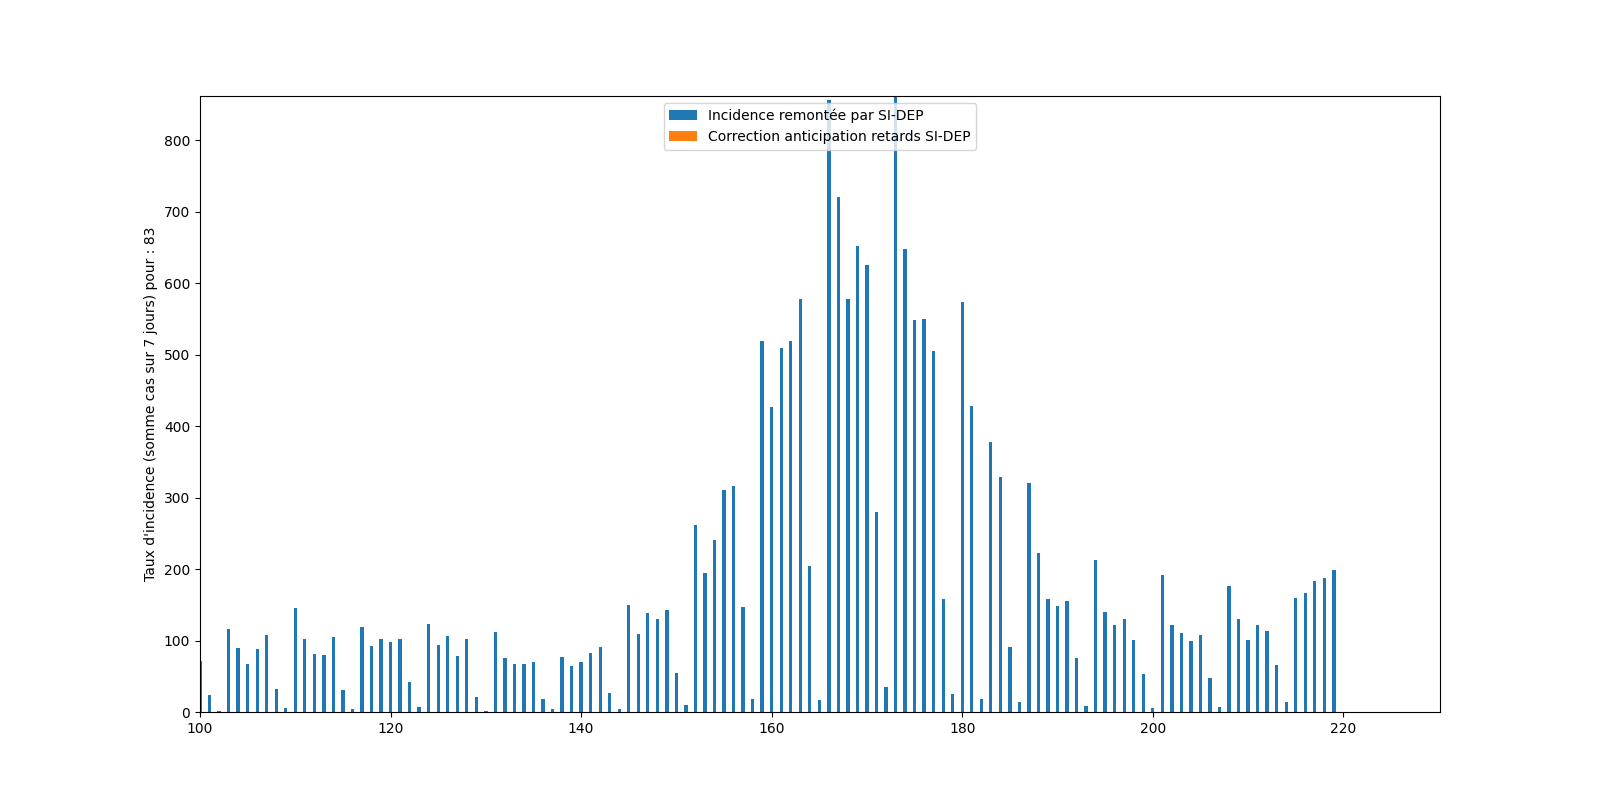 Incidence remontée par SI-DEP
Correction anticipation retards SI-DEP
Taux d'incidence (somme cas sur 7 jours) pour : 83
800
700
600
500
400
300
200
100
0
100 120 140 160 180 200 220